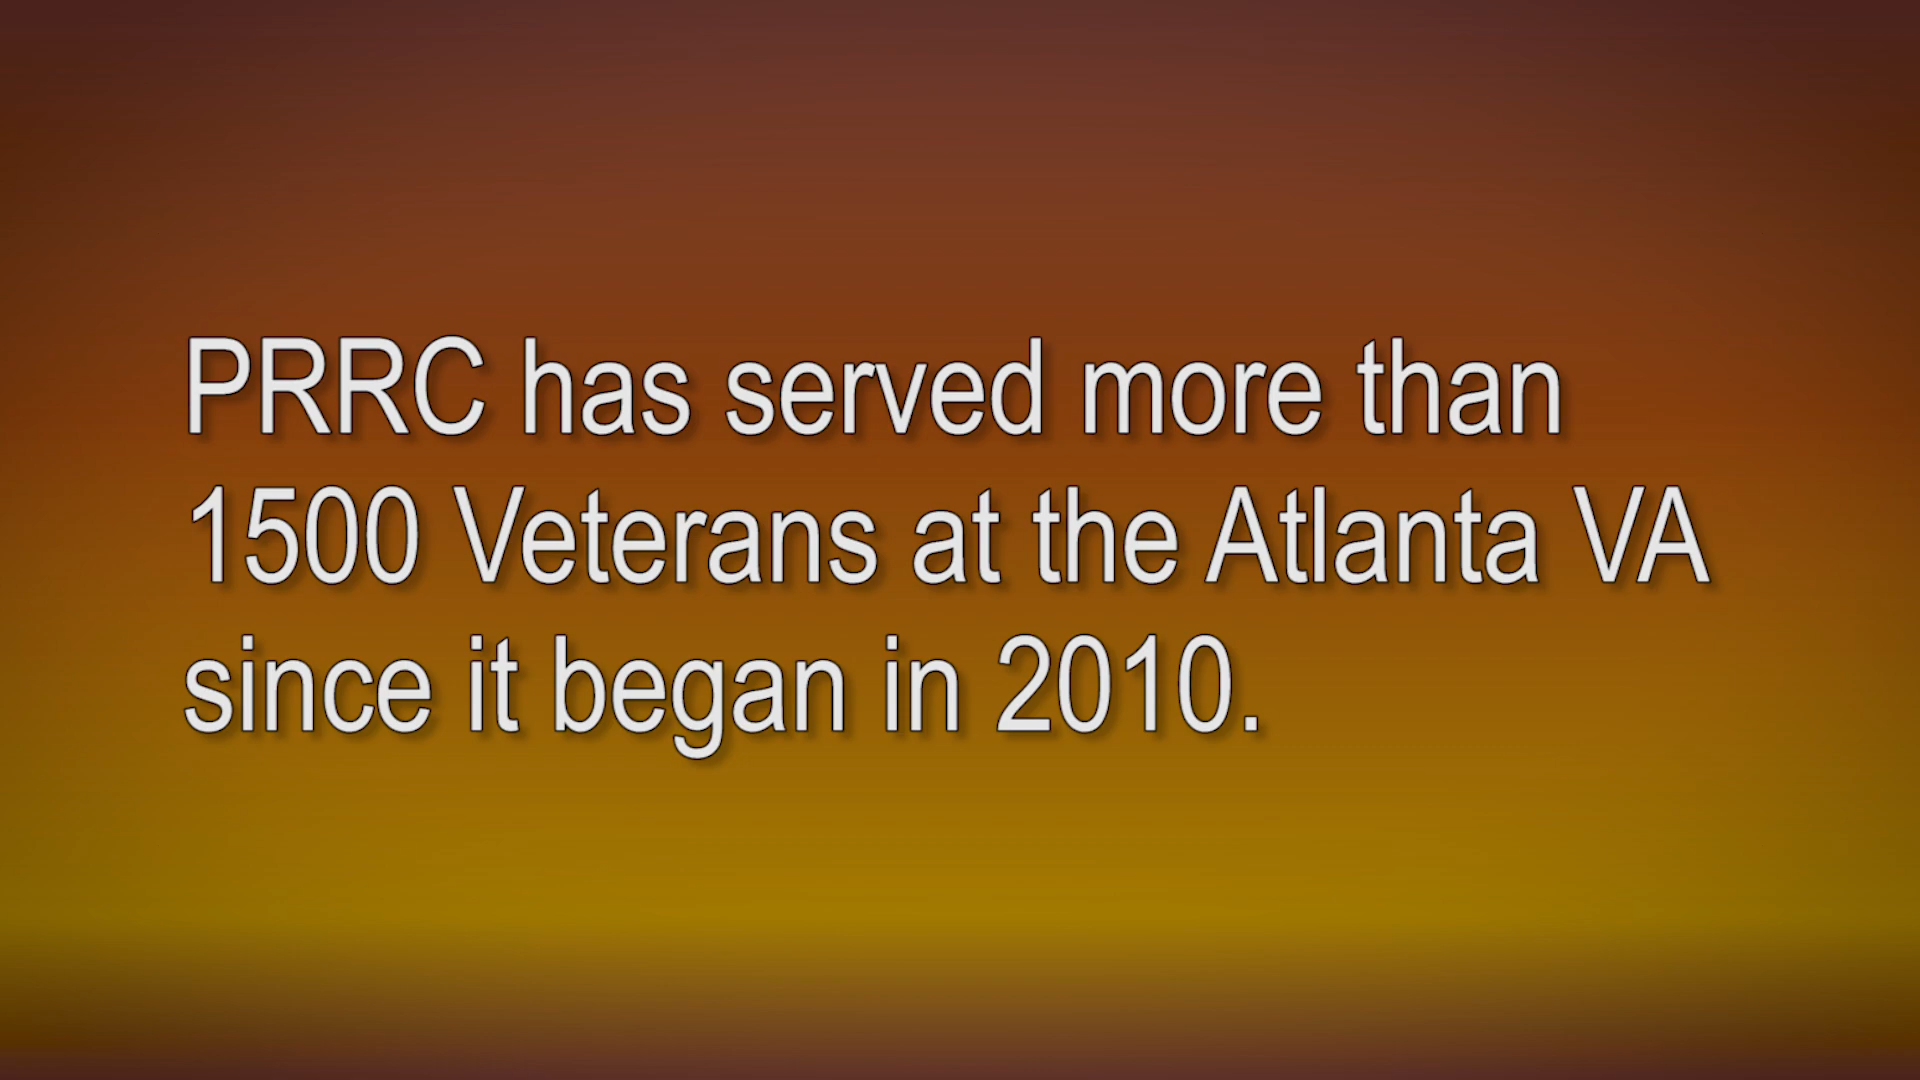 PRRC has served more than
1500 Veterans at the Atlanta VA
since it began in 2010.